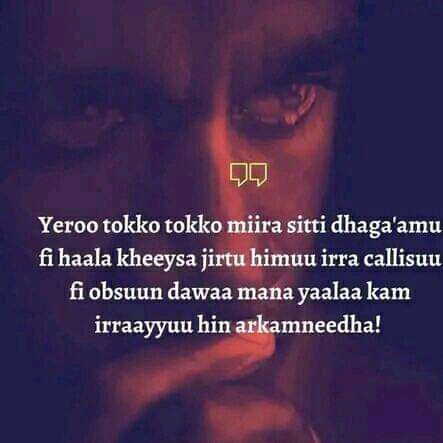 Yeroo tokko tokko miira sitti dhaga'amu
fi haala kheeysa jirtu himuu irra callisuu
fi obsuun dawaa mana yaalaa kam
irraayyuu hin arkamneedha!